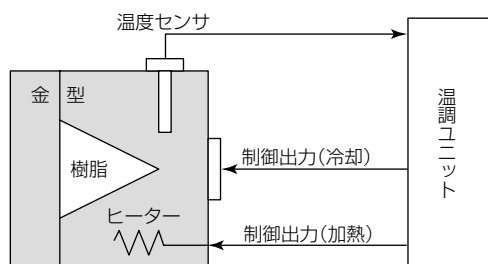 温度センサ
金 型
樹脂
ヒーター
制御出力(冷却)
制御出力(加熱)
温調ユニット